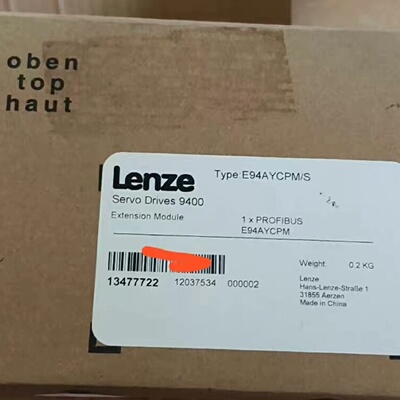 oben
top
haut
Lenze
Type:E94AYCPM/S
Servo Drives 9400
Extension Module
1 x PROFIBUS
E94AYCPM
13477722
12037534
000002
Weight:
0.2 KG
Lenze
Hans-Lenze-Straße 1
31855 Aerzen
Made in China